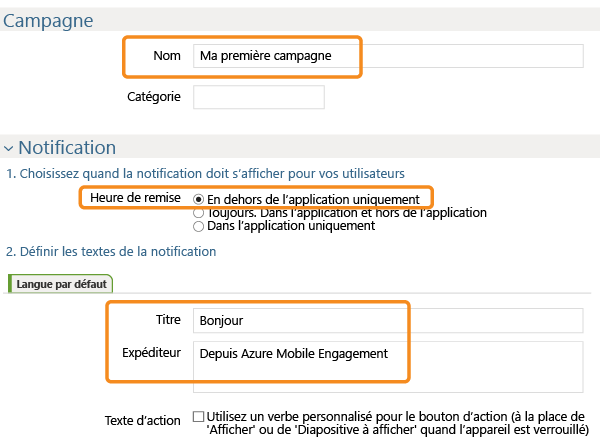 Campagne
Nom Ma première campagne
Catégorie
Notification
1. Choisissez quand la notification doit s'afficher pour vos utilisateurs
Heure de remise En dehors de l'application uniquement
Toujours. Dans l'application et hors de l'application
Dans l'application uniquement
2. Définir les textes de la notification
Langue par défaut
Titre Bonjour
Expéditeur Depuis Azure Mobile Engagement
Texte d'action Utilisez un verbe personnalisé pour le bouton d'action (à la place de
'Afficher' ou de 'Diapositive à afficher' quand l'appareil est verrouillé)